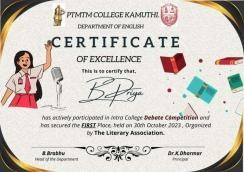 PTMTM COLLEGE KAMUTHI.
DEPARTMENT OF ENGLISH
CERTIFICATE
OF EXCELLENCE
This is to certify that,
B. Priya
has actively participated in Intra College Debate Competition and
has secured the FIRST Place, held on 30th October 2023 , Organized
by The Literary Association.
B.Brabhu
Head of the Department
Dr.K.Dharmar
Principal